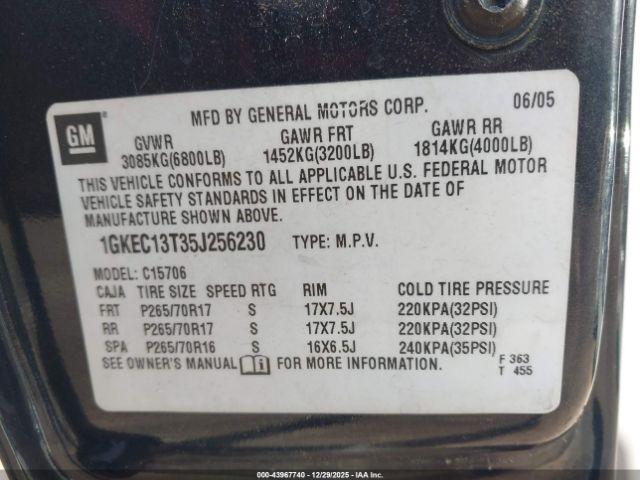 MFD BY GENERAL MOTORS CORP. 06/05
GM
GVWR GAWR FRT GAWR RR
3085KG(6800LB) 1452KG(3200LB) 1814KG(4000LB)
THIS VEHICLE CONFORMS TO ALL APPLICABLE U.S. FEDERAL MOTOR
VEHICLE SAFETY STANDARDS IN EFFECT ON THE DATE OF
MANUFACTURE SHOWN ABOVE.
1GKEC13T35J256230 TYPE: M.P.V.
MODEL: C15706
CAJA TIRE SIZE SPEED RTG RIM COLD TIRE PRESSURE
FRT P265/70R17 S 17X7.5J 220KPA(32PSI)
RR P265/70R17 S 17X7.5J 220KPA(32PSI)
SPA P265/70R16 S 16X6.5J 240KPA(35PSI)
SEE OWNER'S MANUAL FOR MORE INFORMATION. F 363
T 455
000-43967740 - 12/29/2025 - IAAI, Inc.